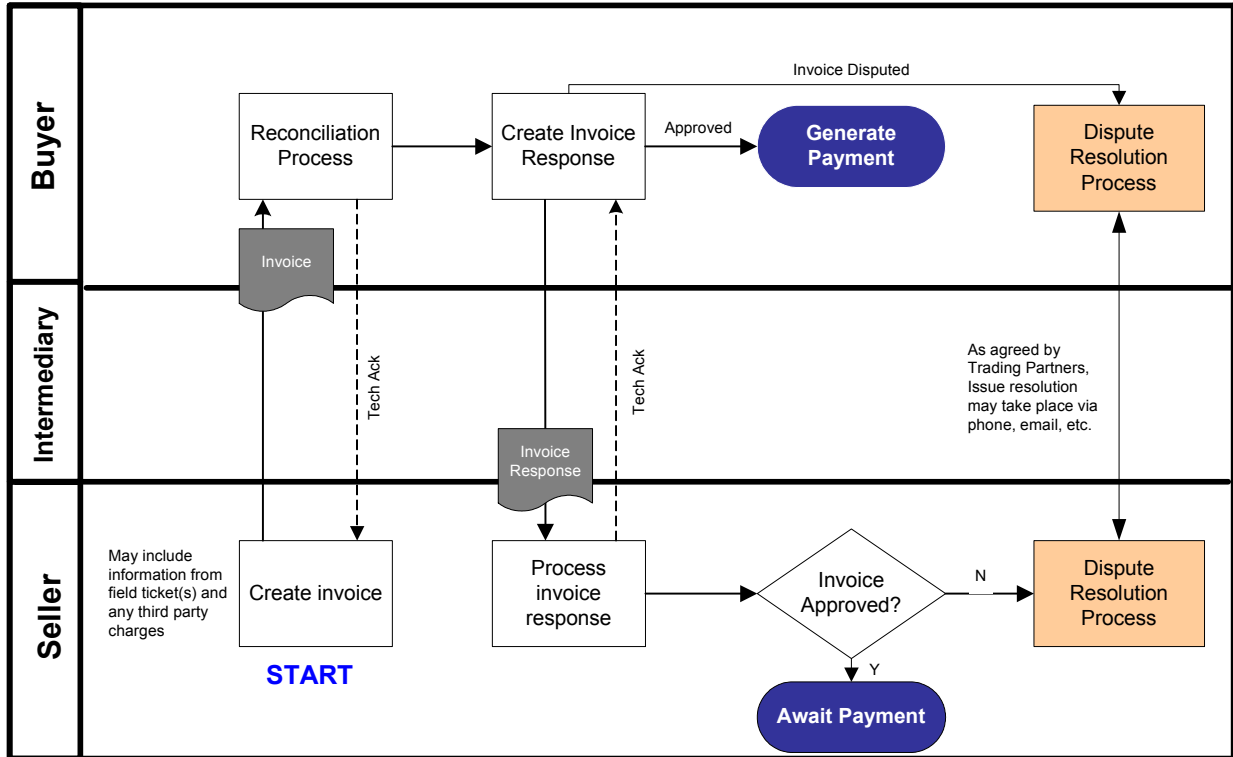 Buyer
Invoice Disputed
Reconciliation
Process
Create Invoice
Response
Approved
Generate
Payment
Dispute
Resolution
Process
Invoice
Intermediary
Tech Ack
Tech Ack
Invoice
Response
As agreed by
Trading Partners,
Issue resolution
may take place via
phone, email, etc.
Seller
May include
information from
field ticket(s) and
any third party
charges
Create invoice
START
Process
invoice
response
Invoice
Approved?
N
Y
Dispute
Resolution
Process
Await Payment